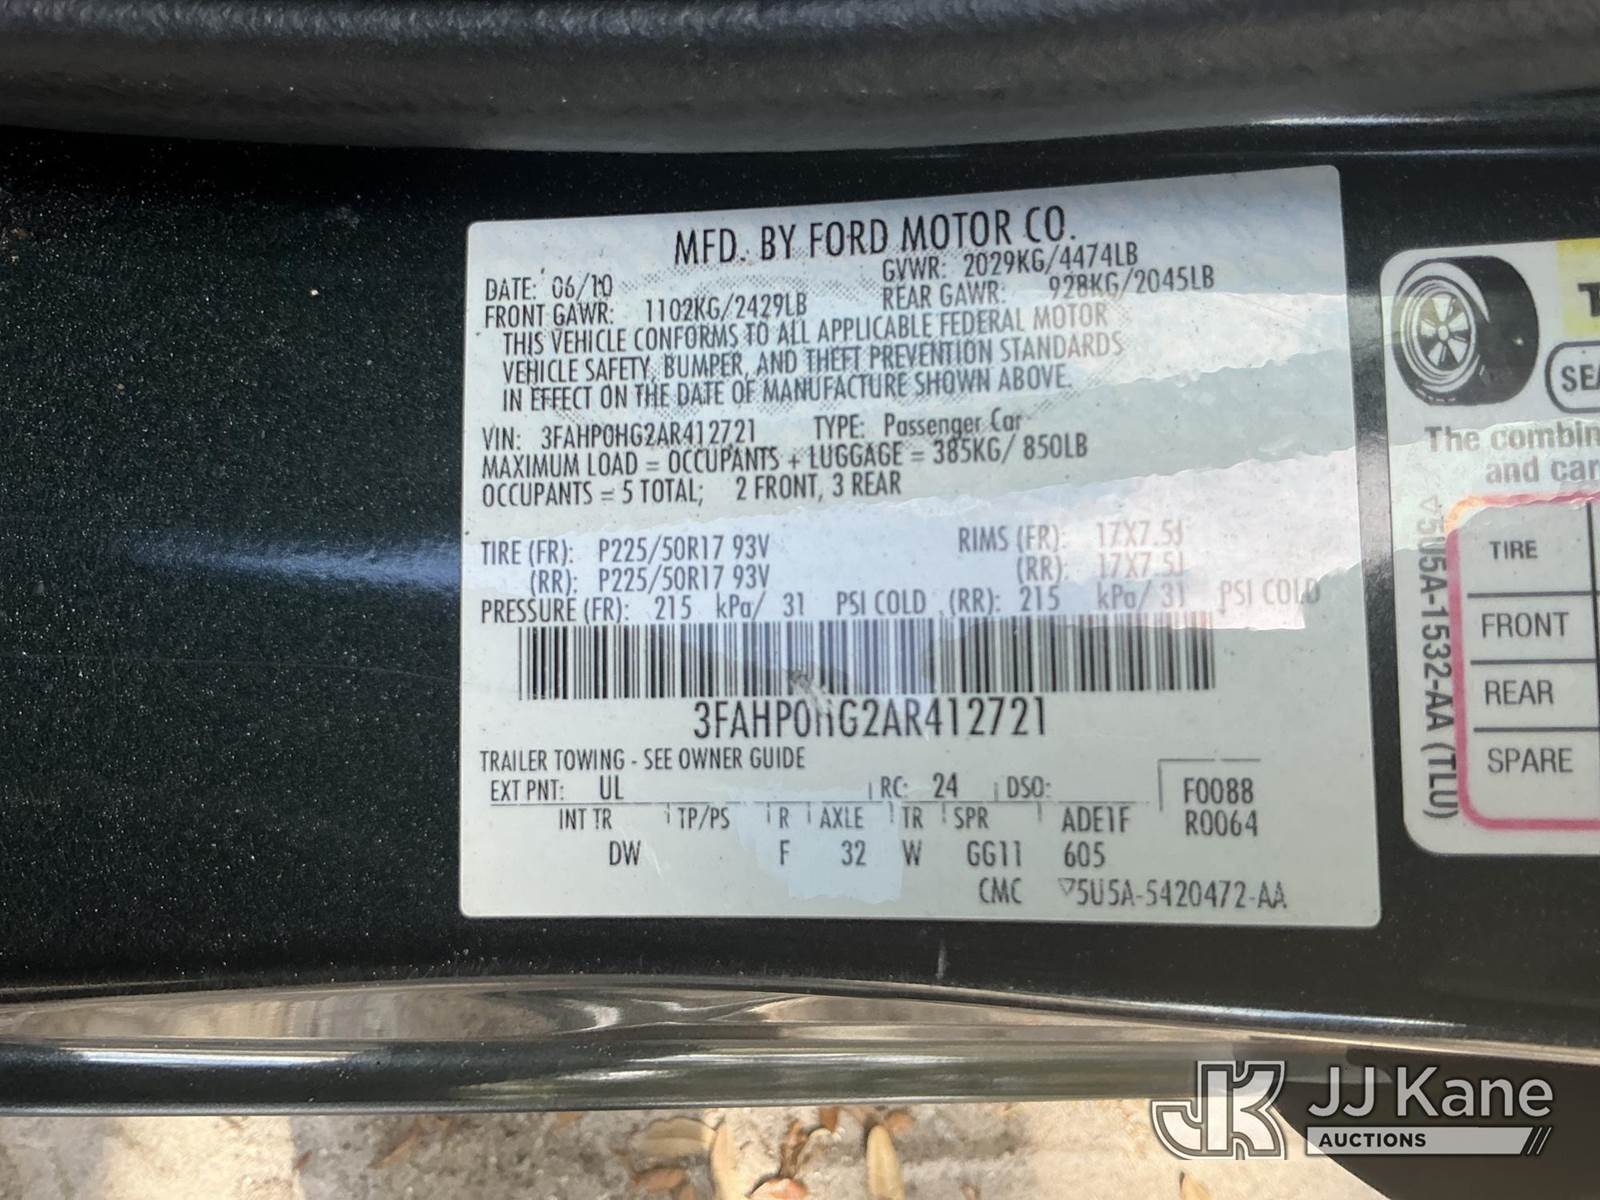 MFD. BY FORD MOTOR CO.
DATE: 06/10 GVWR: 2029KG/4474LB
FRONT GAWR: 1102KG/2429LB REAR GAWR: 928KG/2045LB
THIS VEHICLE CONFORMS TO ALL APPLICABLE FEDERAL MOTOR
VEHICLE SAFETY, BUMPER, AND THEFT PREVENTION STANDARDS
IN EFFECT ON THE DATE OF MANUFACTURE SHOWN ABOVE.
VIN: 3FAHP0HG2AR412721 TYPE: Passenger Car
MAXIMUM LOAD = OCCUPANTS + LUGGAGE = 385KG/ 850LB
OCCUPANTS = 5 TOTAL; 2 FRONT, 3 REAR
TIRE (FR): P225/50R17 93V RIMS (FR): 17X7.5J
(RR): P225/50R17 93V (RR): 17X7.5J
PRESSURE (FR): 215 kPa/ 31 PSI COLD (RR): 215 kPa/ 31 PSI COLD
3FAHP0HG2AR412721
TRAILER TOWING - SEE OWNER GUIDE
EXT PNT: UL RC: 24 DSO: F0088
INT TR TP/PS R AXLE TR SPR ADE1F R0064
DW F 32 W GG11 605
CMC ▽5U5A-5420472-AA
The combin
and car
▽5U5A-1532-AA (TLU)
TIRE
FRONT
REAR
SPARE
JK JJ Kane
AUCTIONS